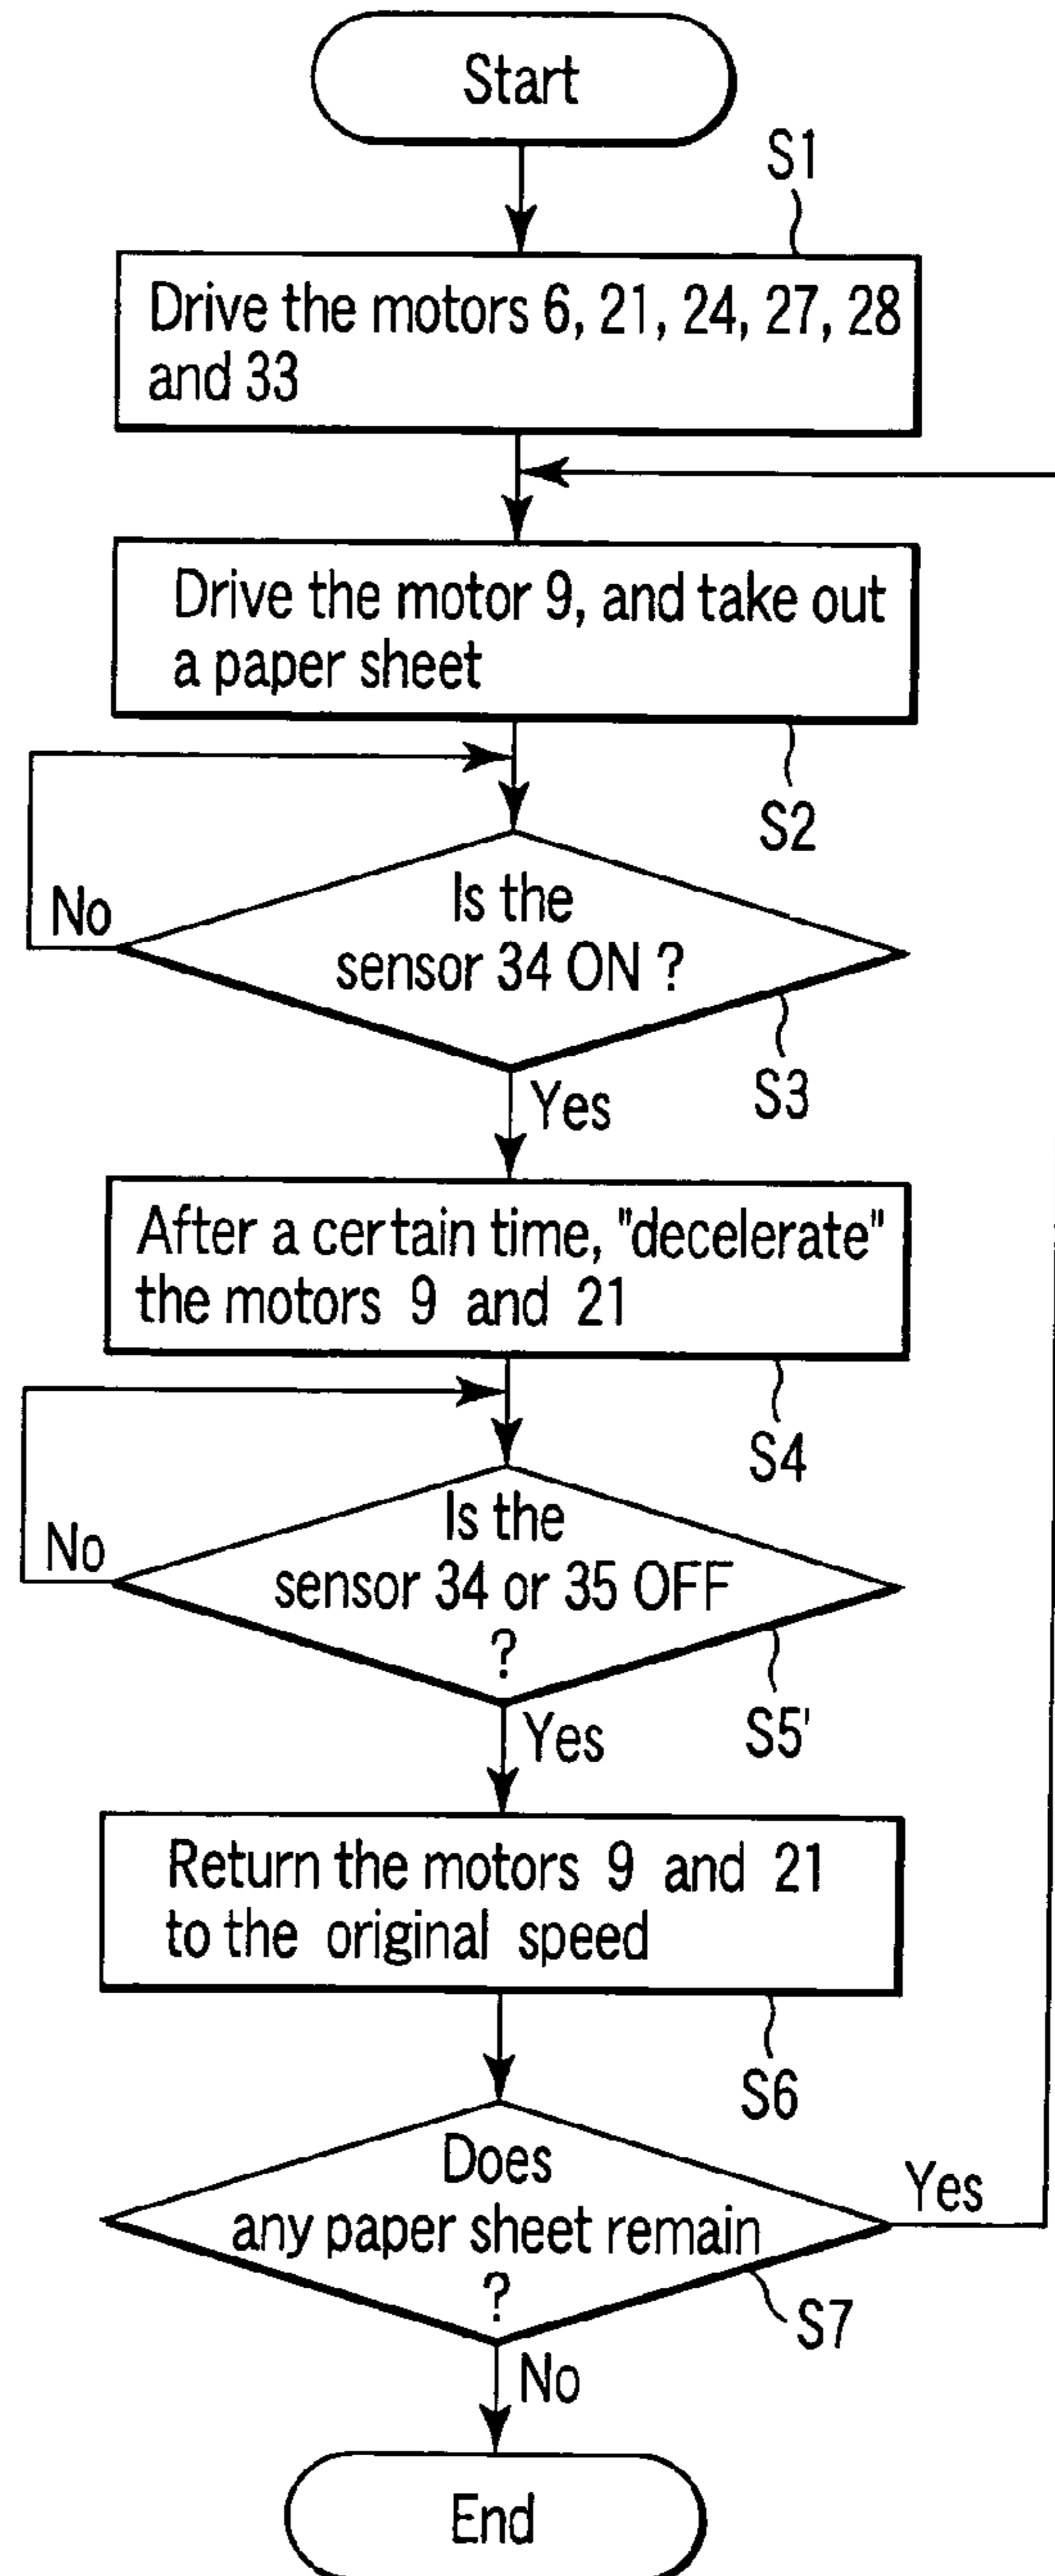 Start
S1
Drive the motors 6, 21, 24, 27, 28
and 33
Drive the motor 9, and take out
a paper sheet
S2
Is the
No
sensor 34 ON ?
S3
Yes
After a certain time, "decelerate"
the motors 9 and 21
S4
Is the
No
sensor 34 or 35 OFF
?
S5'
Yes
Return the motors 9 and 21
to the original speed
S6
Does
Yes
any paper sheet remain
?
S7
No
End